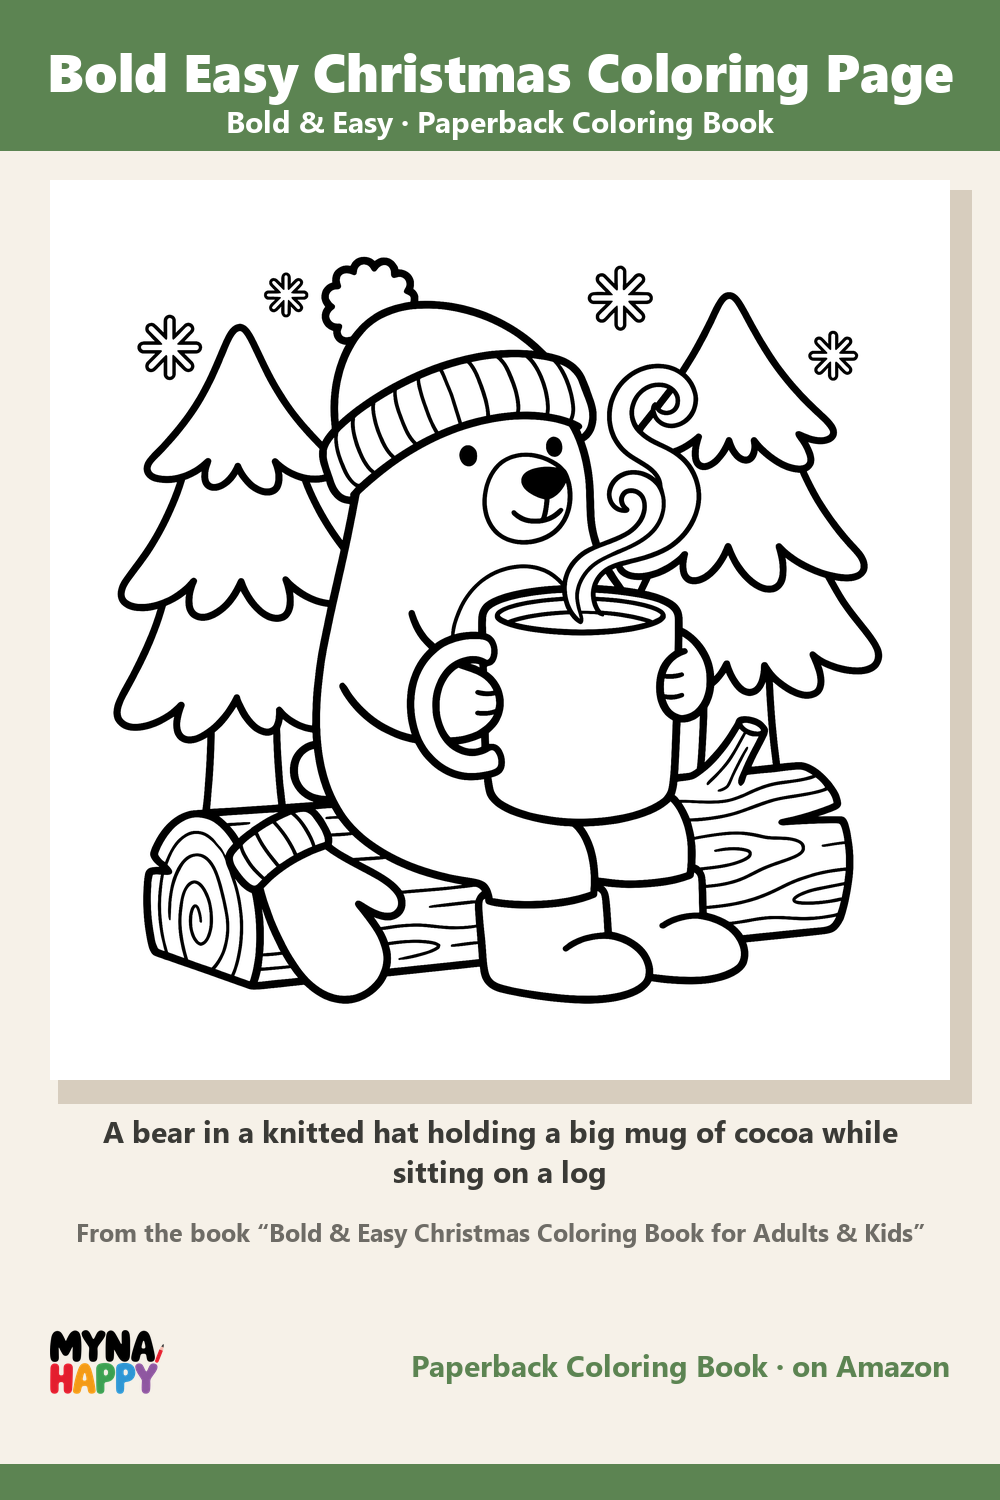 Bold Easy Christmas Coloring Page
Bold & Easy · Paperback Coloring Book
A bear in a knitted hat holding a big mug of cocoa while
sitting on a log
From the book “Bold & Easy Christmas Coloring Book for Adults & Kids”
MYNA
HAPPY
Paperback Coloring Book · on Amazon